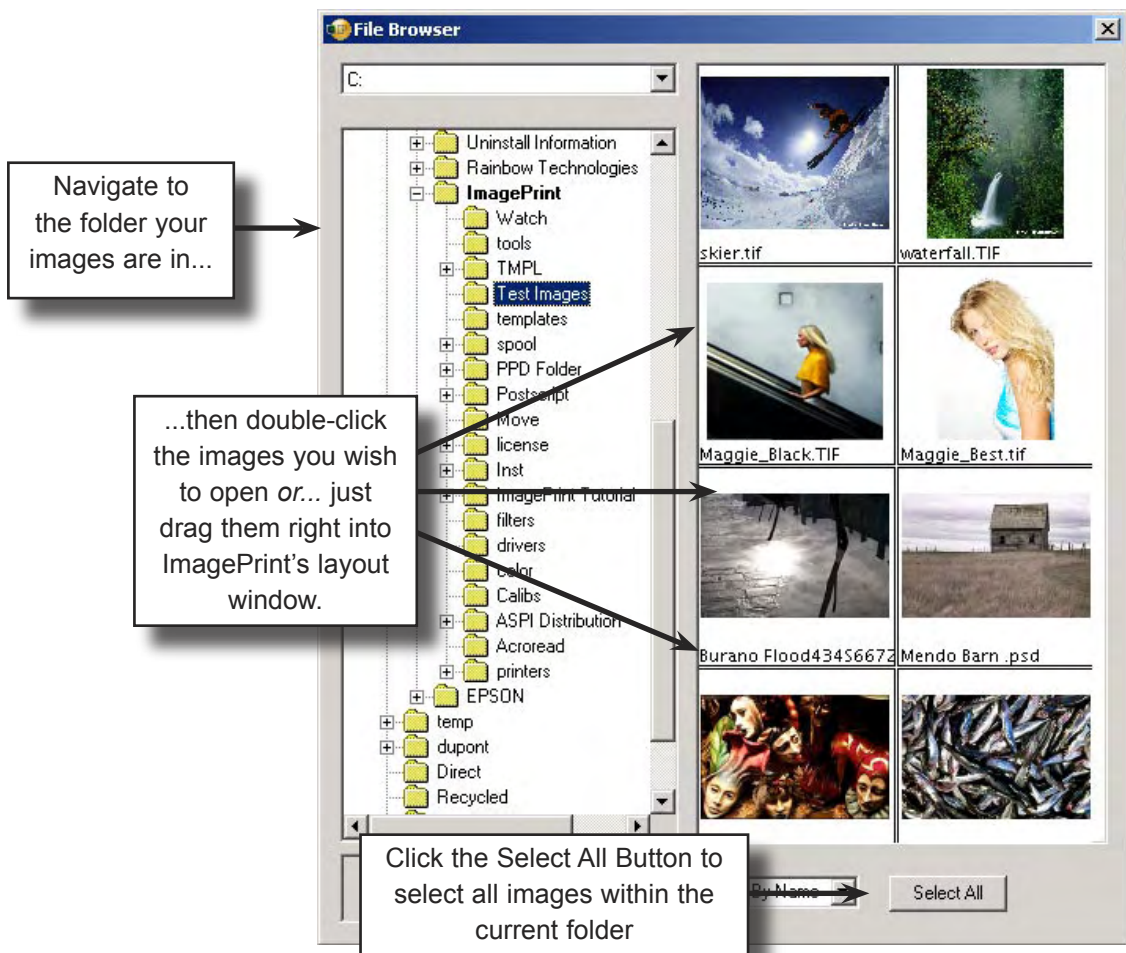 File Browser
C:
Uninstall Information
Rainbow Technologies
ImagePrint
Watch
tools
TMPL
Test Images
templates
spool
PPD Folder
Postscript
Move
license
Inst
ImagePrint Tutorial
filters
drivers
color
Calibs
ASPI Distribution
Acroread
printers
EPSON
temp
dupont
Direct
Recycled
skier.tif
waterfall.TIF
Maggie_Black.TIF
Maggie_Best.tif
Burano Flood434S6672
Mendo Barn .psd
By Name
Select All
Navigate to
the folder your
images are in...
...then double-click
the images you wish
to open or... just
drag them right into
ImagePrint’s layout
window.
Click the Select All Button to
select all images within the
current folder